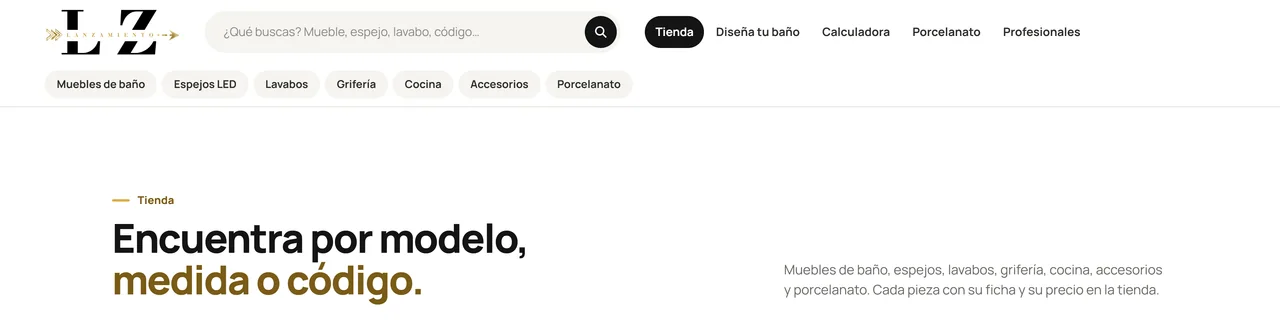 LZ
LANZAMIENTO
¿Qué buscas? Mueble, espejo, lavabo, código...
Tienda
Diseña tu baño
Calculadora
Porcelanato
Profesionales
Muebles de baño
Espejos LED
Lavabos
Grifería
Cocina
Accesorios
Porcelanato
Tienda
Encuentra por modelo,
medida o código.
Muebles de baño, espejos, lavabos, grifería, cocina, accesorios
y porcelanato. Cada pieza con su ficha y su precio en la tienda.